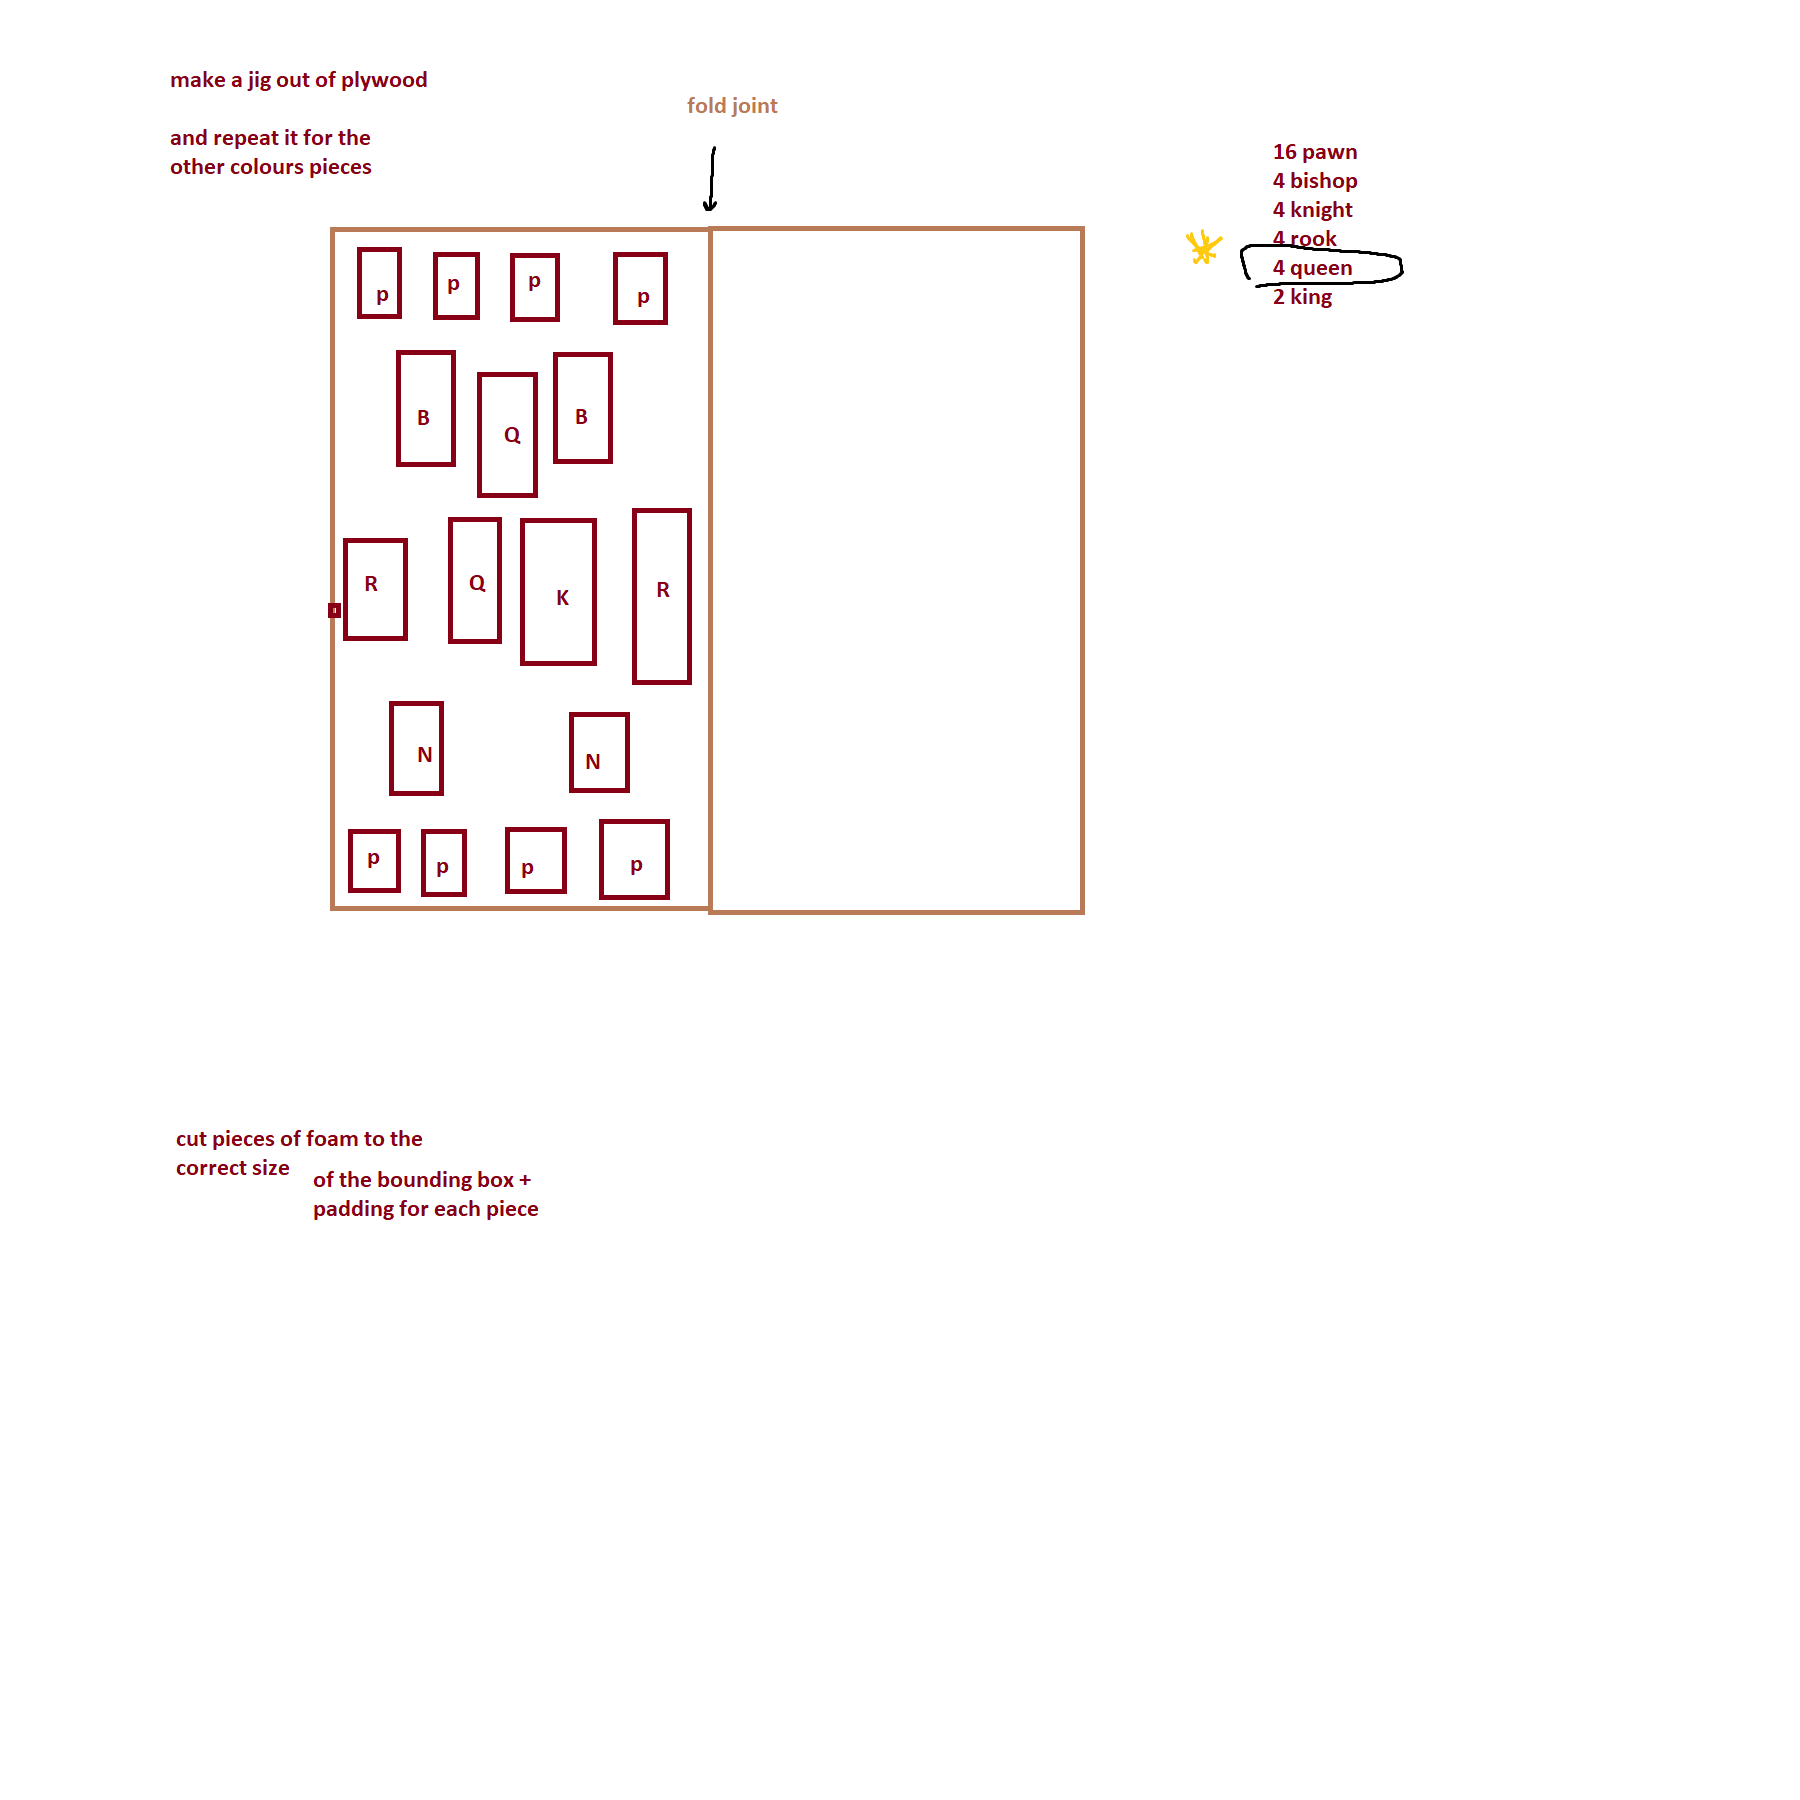 make a jig out of plywood
and repeat it for the
other colours pieces
fold joint
16 pawn
4 bishop
4 knight
4 rook
4 queen
2 king
p p p p
B Q B
R Q K R
N N
p p p p
cut pieces of foam to the
correct size
of the bounding box +
padding for each piece